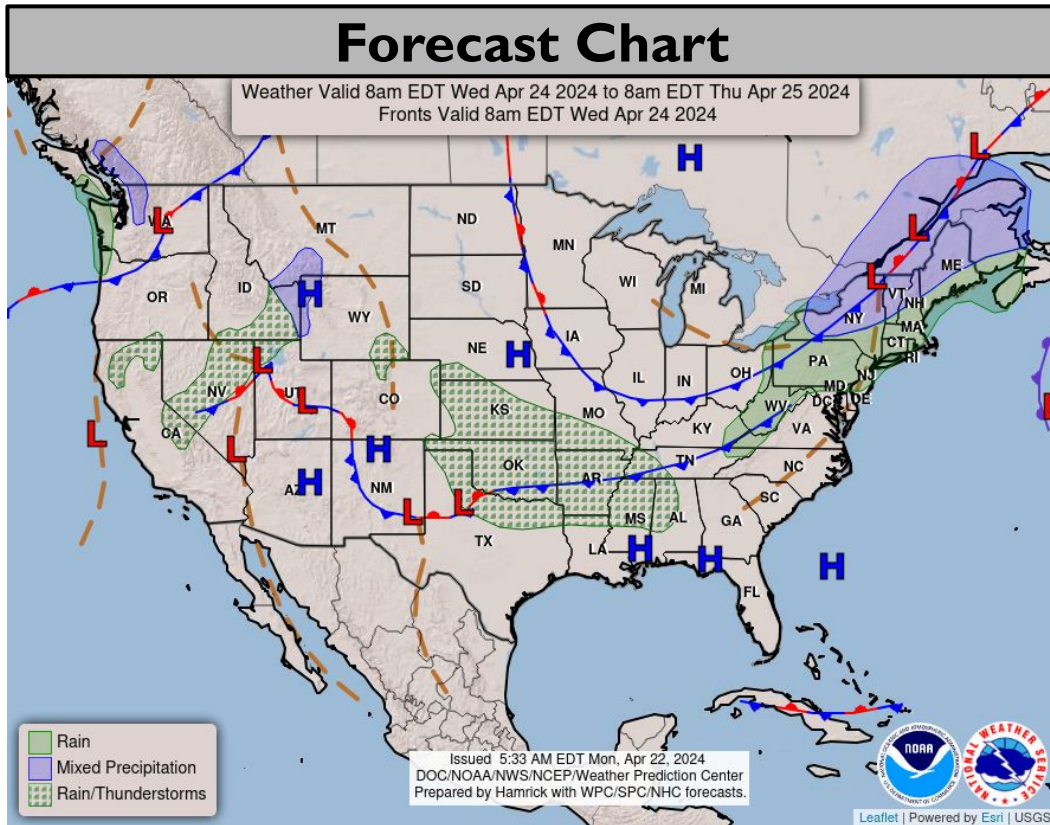 Forecast Chart
Weather Valid 8am EDT Wed Apr 24 2024 to 8am EDT Thu Apr 25 2024
Fronts Valid 8am EDT Wed Apr 24 2024
H
L
L
WA
MT
ND
MN
L
ME
OR
ID
H
WY
SD
WI
MI
L
VT
NH
NY
MA
CT
RI
IA
NE
H
L
NV
UT
L
CO
IL
IN
OH
PA
NJ
MD
DE
DC
WV
VA
KS
MO
KY
L
CA
L
H
AZ
H
NM
OK
AR
TN
NC
SC
L
L
TX
MS
AL
GA
LA
H
H
H
FL
L
Rain
Mixed Precipitation
Rain/Thunderstorms
Issued 5:33 AM EDT Mon, Apr 22, 2024
DOC/NOAA/NWS/NCEP/Weather Prediction Center
Prepared by Hamrick with WPC/SPC/NHC forecasts.
NOAA
NATIONAL WEATHER SERVICE
Leaflet | Powered by Esri | USGS